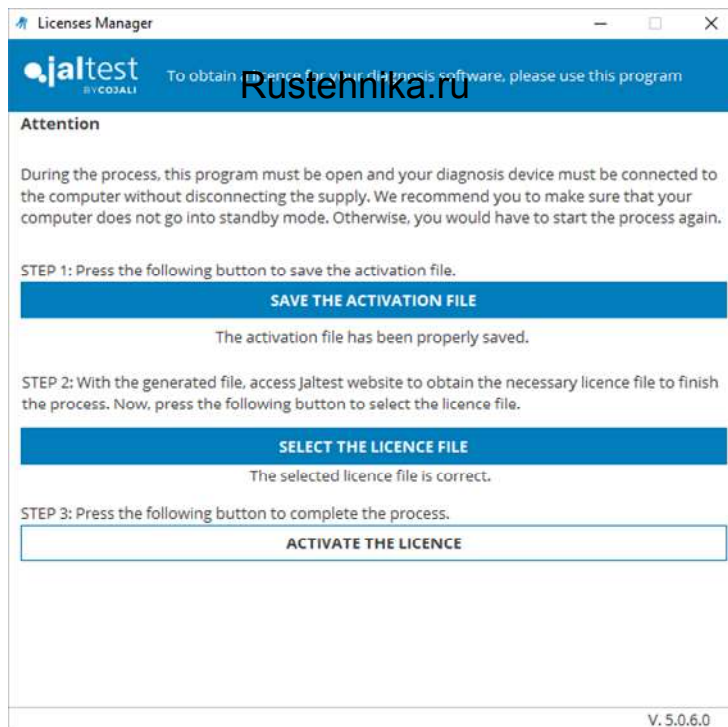 Licenses Manager
jaltest
BY COJALI
To obtain a licence for your diagnosis software, please use this program
Rustehnika.ru
Attention
During the process, this program must be open and your diagnosis device must be connected to
the computer without disconnecting the supply. We recommend you to make sure that your
computer does not go into standby mode. Otherwise, you would have to start the process again.
STEP 1: Press the following button to save the activation file.
SAVE THE ACTIVATION FILE
The activation file has been properly saved.
STEP 2: With the generated file, access Jaltest website to obtain the necessary licence file to finish
the process. Now, press the following button to select the licence file.
SELECT THE LICENCE FILE
The selected licence file is correct.
STEP 3: Press the following button to complete the process.
ACTIVATE THE LICENCE
V. 5.0.6.0